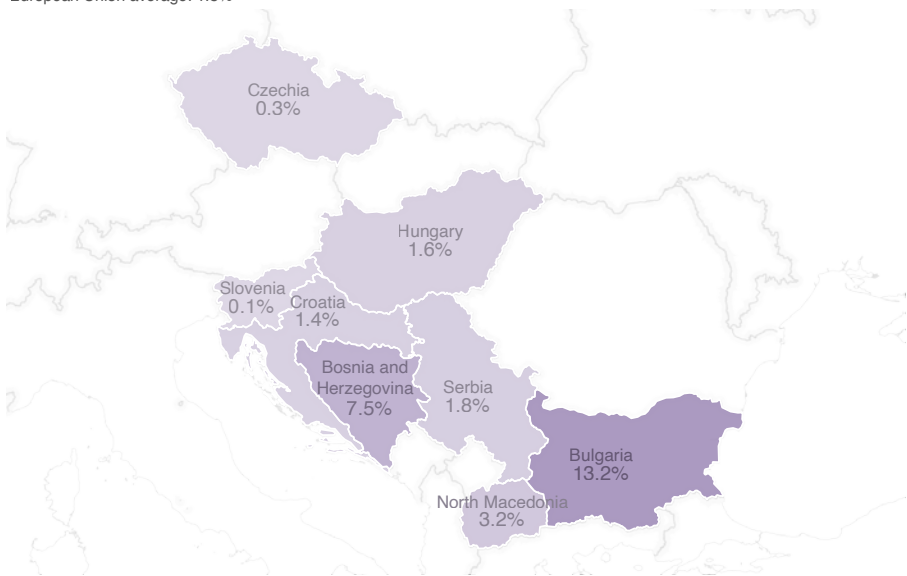 Czechia
0.3%
Hungary
1.6%
Slovenia
0.1%
Croatia
1.4%
Bosnia and
Herzegovina
7.5%
Serbia
1.8%
Bulgaria
13.2%
North Macedonia
3.2%